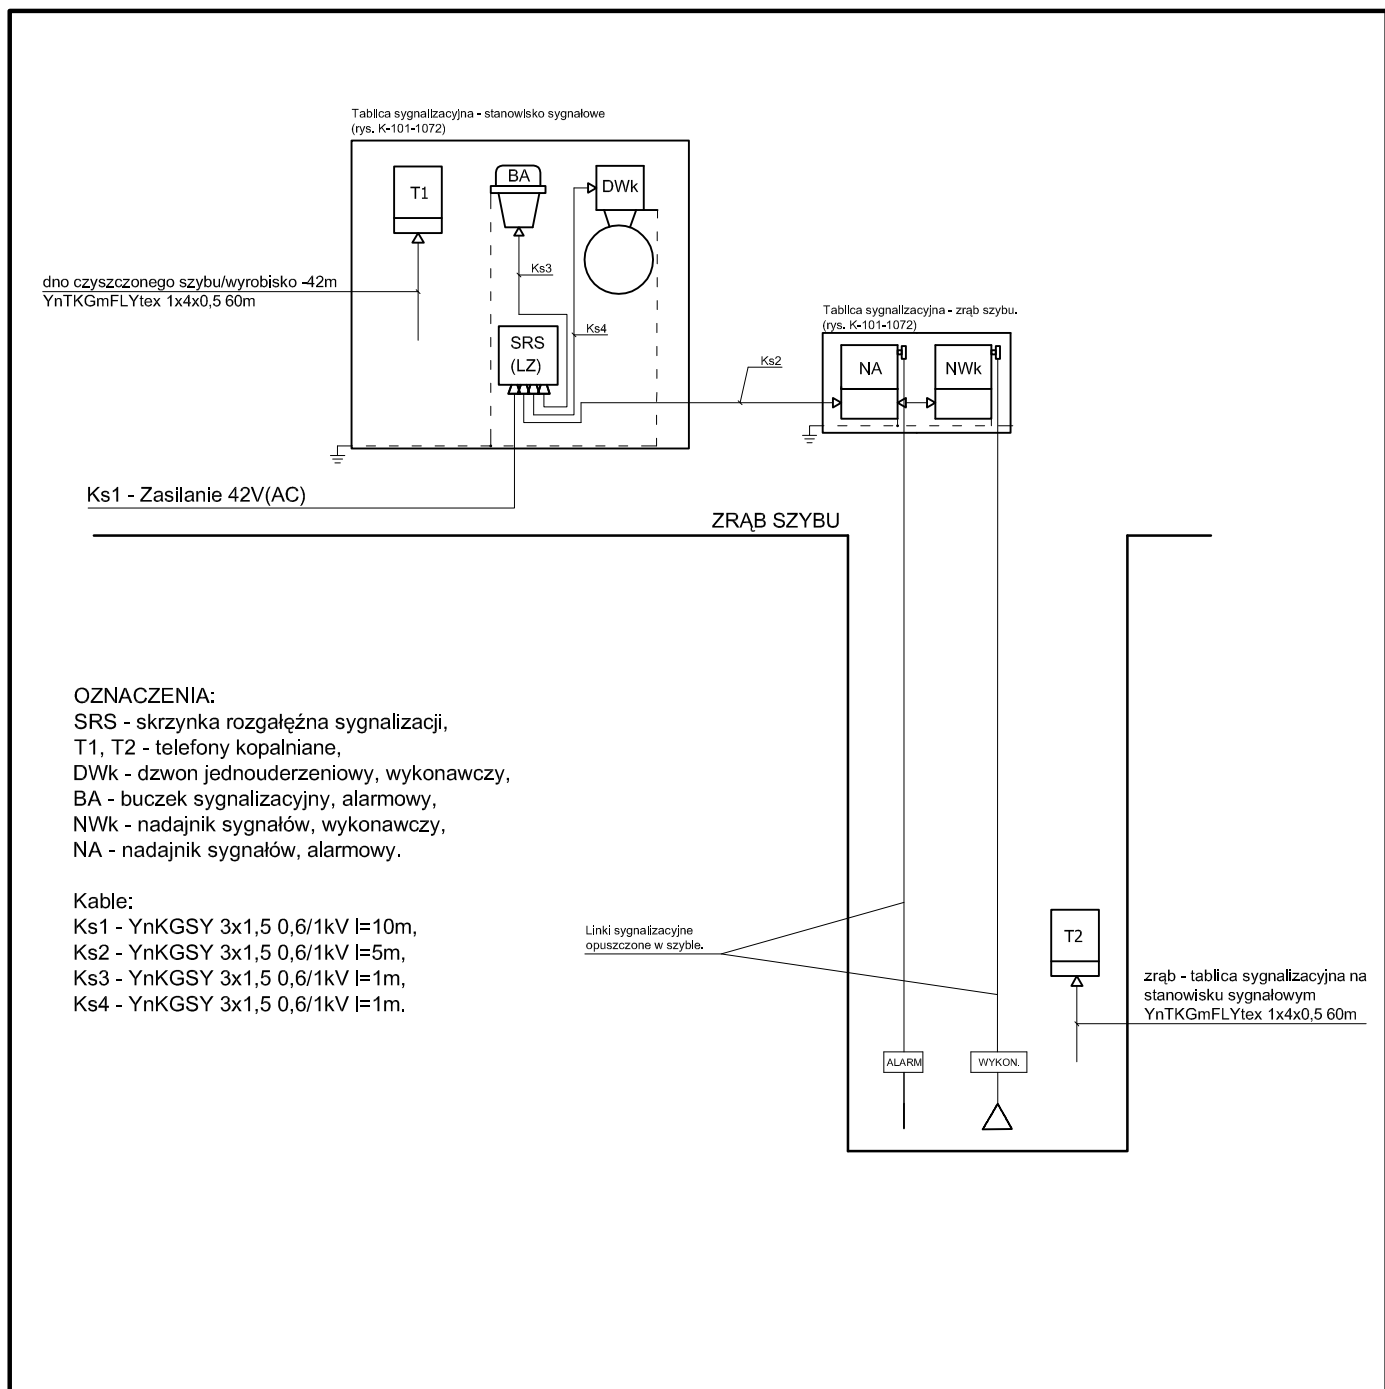 Tablica sygnalizacyjna - stanowisko sygnałowe
(rys. K-101-1072)
T1
BA
DWk
Ks3
dno czyszczonego szybu/wyrobisko -42m
YnTKGmFLYtex 1x4x0,5 60m
Ks4
SRS
(LZ)
Tablica sygnalizacyjna - zrąb szybu.
(rys. K-101-1072)
Ks2
NA
NWk
Ks1 - Zasilanie 42V(AC)
ZRĄB SZYBU
OZNACZENIA:
SRS - skrzynka rozgałęźna sygnalizacji,
T1, T2 - telefony kopalniane,
DWk - dzwon jednouderzeniowy, wykonawczy,
BA - buczek sygnalizacyjny, alarmowy,
NWk - nadajnik sygnałów, wykonawczy,
NA - nadajnik sygnałów, alarmowy.
Kable:
Ks1 - YnKGSY 3x1,5 0,6/1kV l=10m,
Ks2 - YnKGSY 3x1,5 0,6/1kV l=5m,
Ks3 - YnKGSY 3x1,5 0,6/1kV l=1m,
Ks4 - YnKGSY 3x1,5 0,6/1kV l=1m.
Linki sygnalizacyjne
opuszczone w szybie.
T2
zrąb - tablica sygnalizacyjna na
stanowisku sygnałowym
YnTKGmFLYtex 1x4x0,5 60m
ALARM
WYKON.